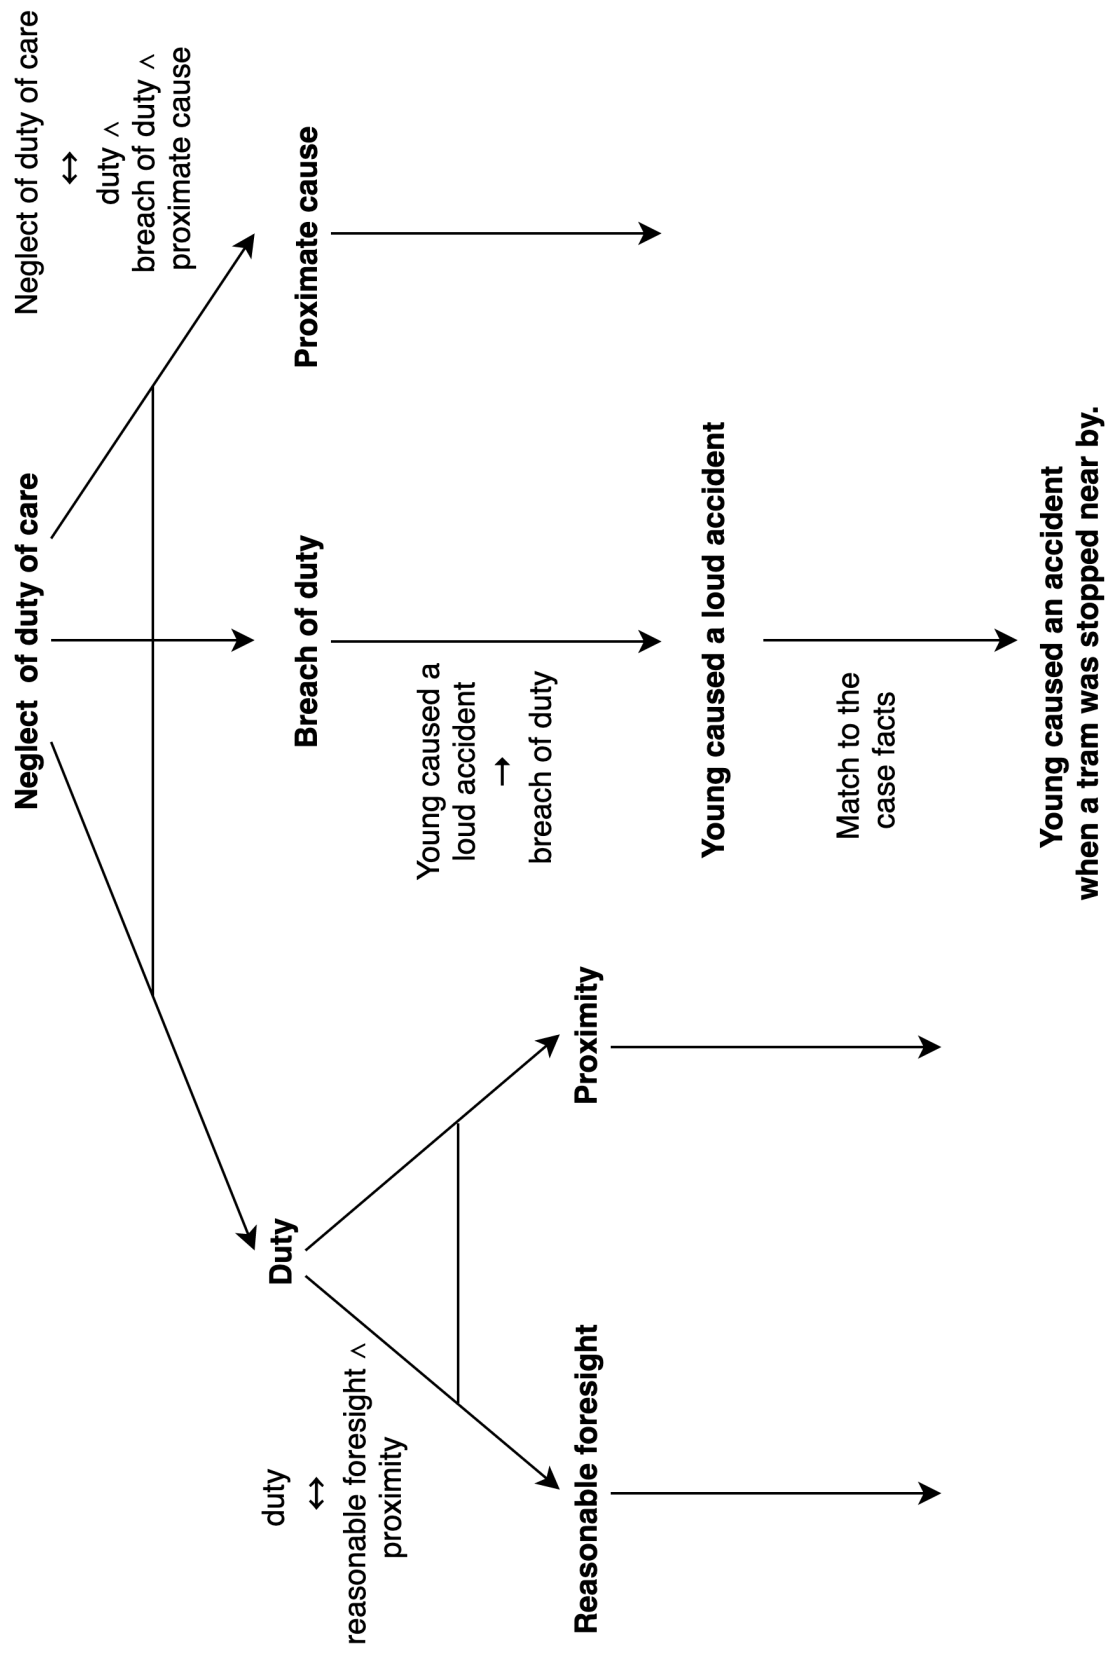 Neglect of duty of care
Neglect of duty of care
↔
duty ∧
breach of duty ∧
proximate cause
duty
↔
reasonable foresight ∧
proximity
Duty
Breach of duty
Proximate cause
Young caused a
loud accident
→
breach of duty
Reasonable foresight
Proximity
Young caused a loud accident
Match to the
case facts
Young caused an accident
when a tram was stopped near by.